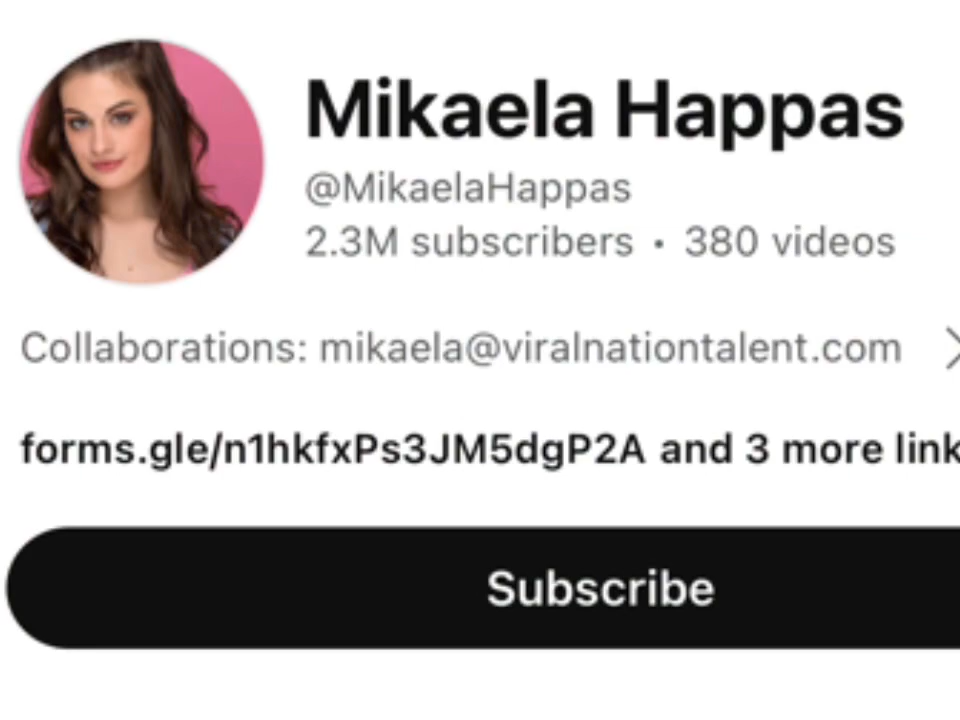 Mikaela Happas
@MikaelaHappas
2.3M subscribers • 380 videos
Collaborations: mikaela@viralnationtalent.com
forms.gle/n1hkfxPs3JM5dgP2A and 3 more link
Subscribe